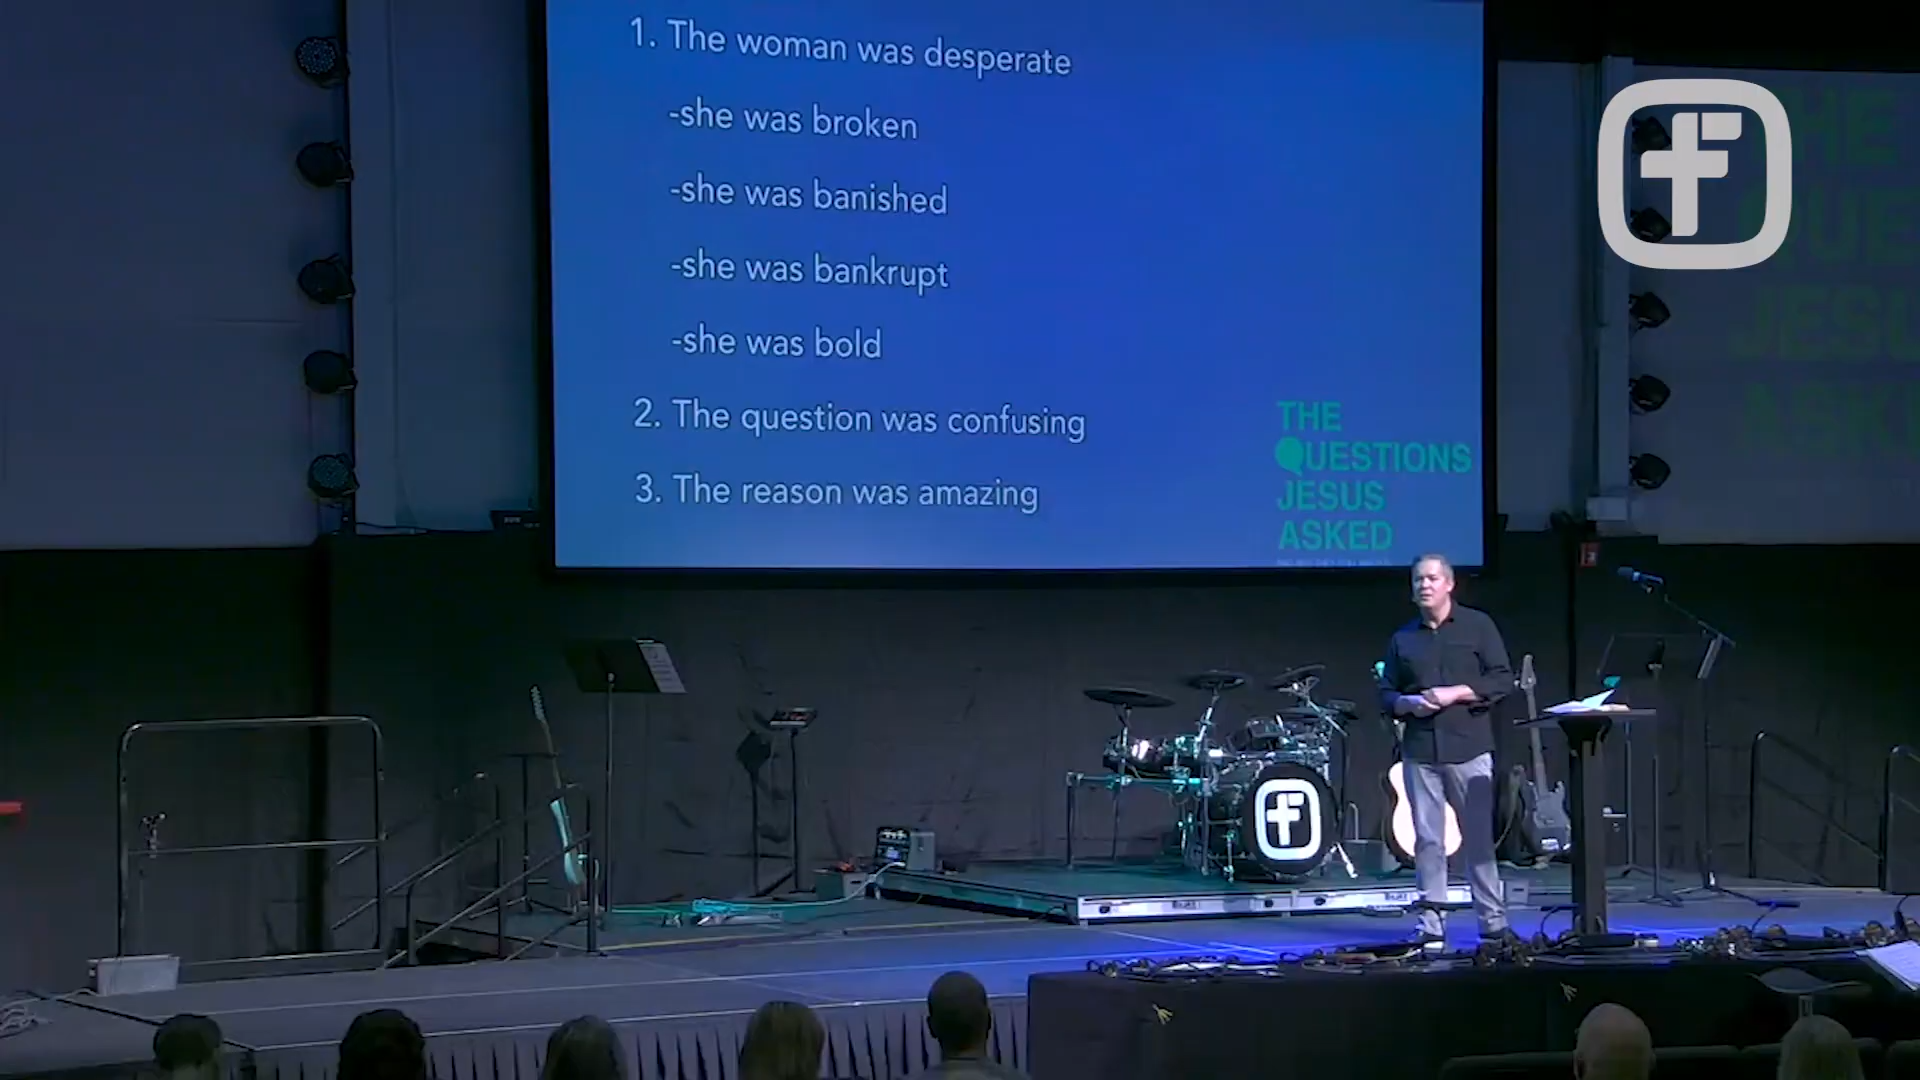 1. The woman was desperate
-she was broken
-she was banished
-she was bankrupt
-she was bold
2. The question was confusing
3. The reason was amazing
THE
QUESTIONS
JESUS
ASKED